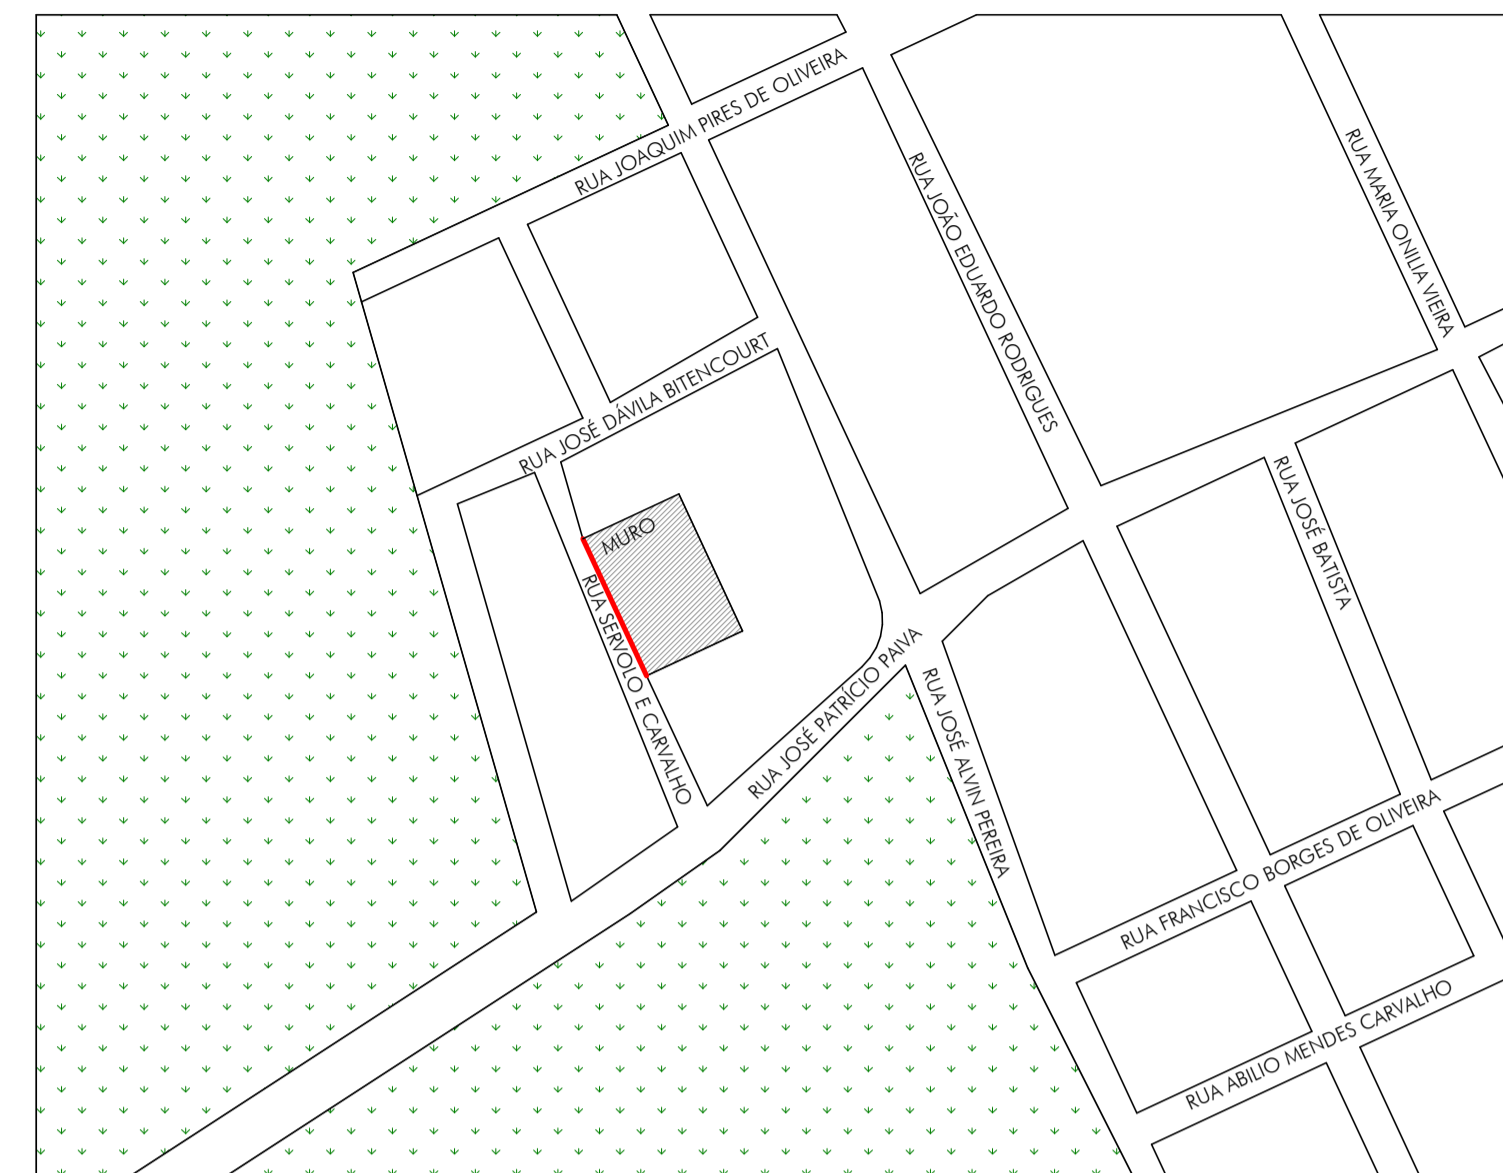 RUA JOAQUIM PIRES DE OLIVEIRA
RUA MARIA ONILIA VIEIRA
RUA JOÃO EDUARDO RODRIGUES
RUA JOSÉ DÁVILA BITENCOURT
MURO
RUA JOSÉ BATISTA
RUA SERVOLO E CARVALHO
RUA JOSÉ PATRÍCIO PAIVA
RUA JOSÉ ALVIN PEREIRA
RUA FRANCISCO BORGES DE OLIVEIRA
RUA ABILIO MENDES CARVALHO